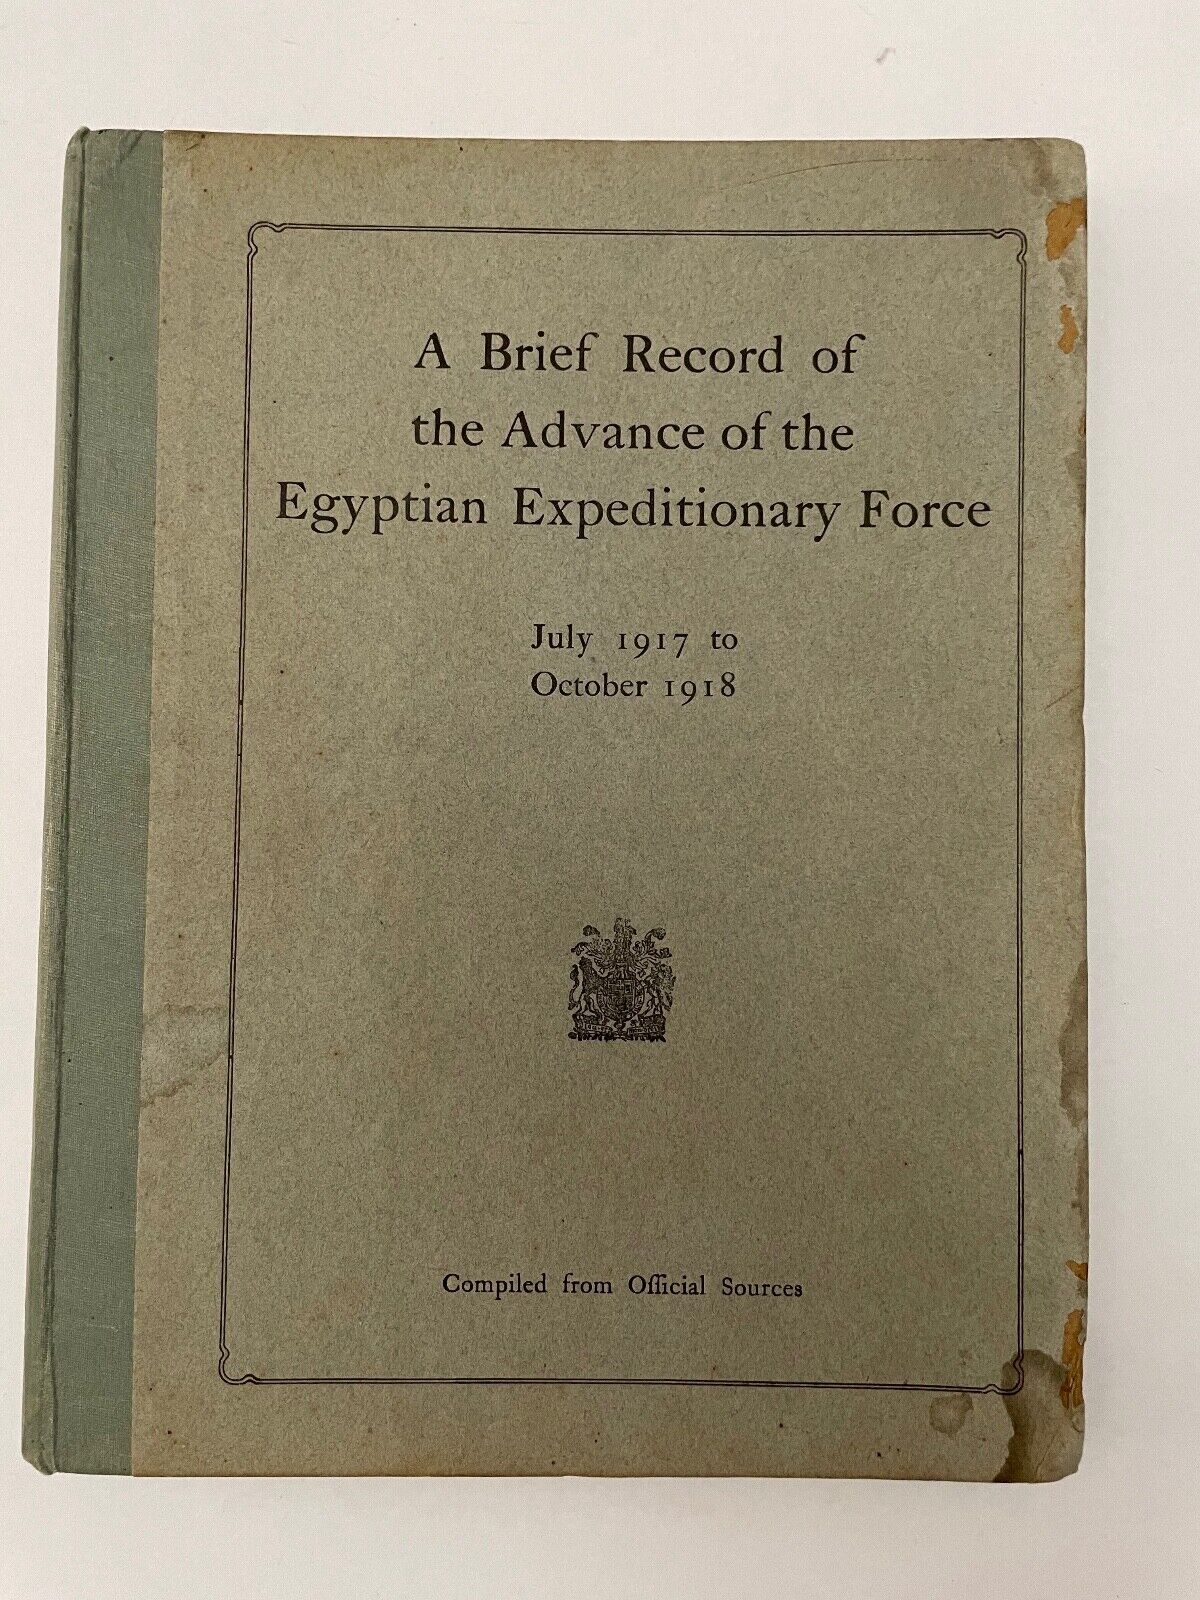 A Brief Record of
the Advance of the
Egyptian Expeditionary Force
July 1917 to
October 1918
Compiled from Official Sources